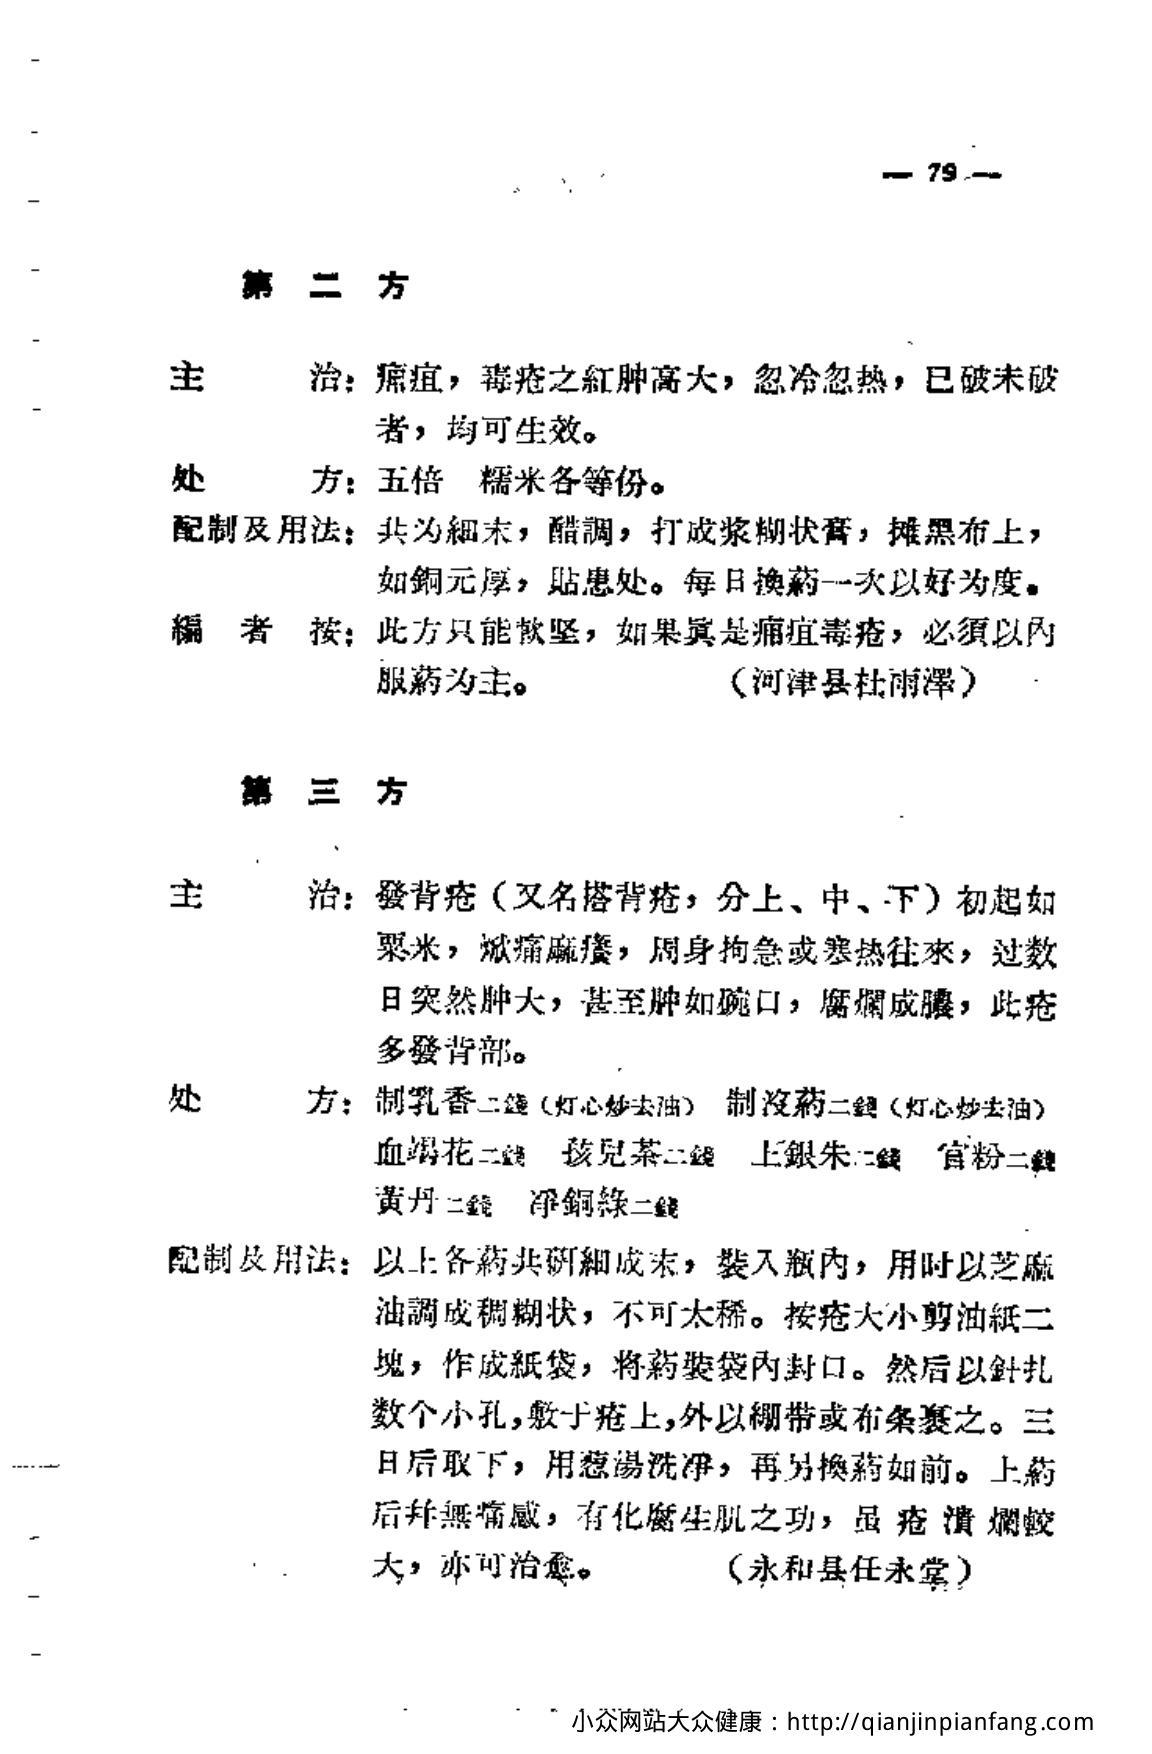 — 79 —
第二方
主治：瘭疽，毒疮之紅肿高大，忽冷忽热，已破未破
者，均可生效。
处方：五倍　糯米各等份。
配制及用法：共为細末，醋調，打成浆糊状膏，摊黑布上，
如銅元厚，貼患处。每日换葯一次以好为度。
編者按：此方只能軟坚，如果眞是痈疽毒疮，必須以內
服葯为主。（河津县杜雨澤）
第三方
主治：發背疮（又名搭背疮，分上、中、下）初起如
粟米，焮痛麻癢，周身拘急或寒热往來，过数
日突然肿大，甚至肿如碗口，腐爛成膿，此疮
多發背部。
处方：制乳香二錢（灯心炒去油）　制沒葯二錢（灯心炒去油）
血竭花二錢　孩兒茶二錢　上銀朱二錢　官粉二錢
黃丹二錢　净銅綠二錢
配制及用法：以上各葯共硏細成末，裝入瓶內，用时以芝麻
油調成稠糊状，不可太稀。按疮大小剪油紙二
塊，作成紙袋，将葯裝袋內封口。然后以針扎
数个小孔，敷于疮上，外以綳带或布条裹之。三
日后取下，用葱湯洗净，再另換葯如前。上葯
后幷無痛感，有化腐生肌之功，虽疮潰爛較
大，亦可治愈。（永和县任永堂）
小众网站大众健康：http://qianjinpianfang.com